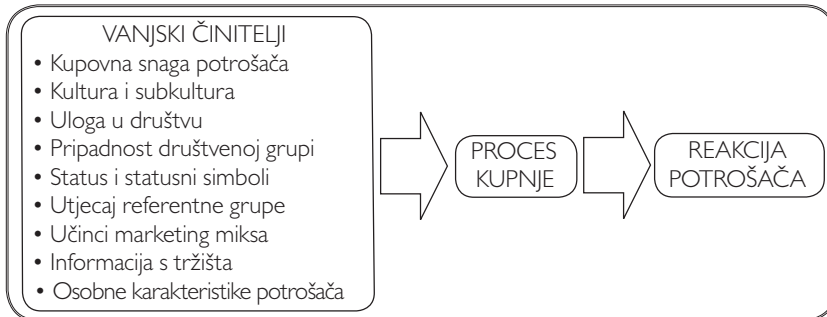 VANJSKI ČINITELJI
• Kupovna snaga potrošača
• Kultura i subkultura
• Uloga u društvu
• Pripadnost društvenoj grupi
• Status i statusni simboli
• Utjecaj referentne grupe
• Učinci marketing miksa
• Informacija s tržišta
• Osobne karakteristike potrošača
PROCES
KUPNJE
REAKCIJA
POTROŠAČA